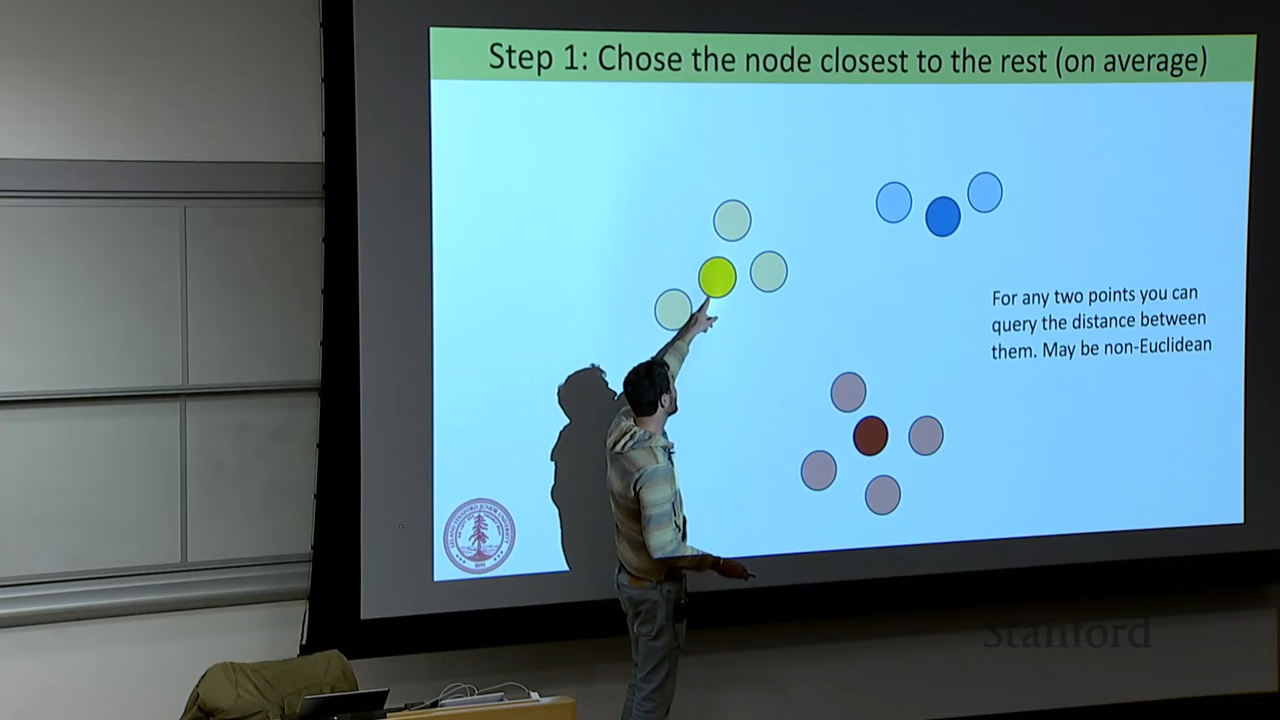 Step 1: Chose the node closest to the rest (on average)
For any two points you can
query the distance between
them. May be non-Euclidean
Stanford